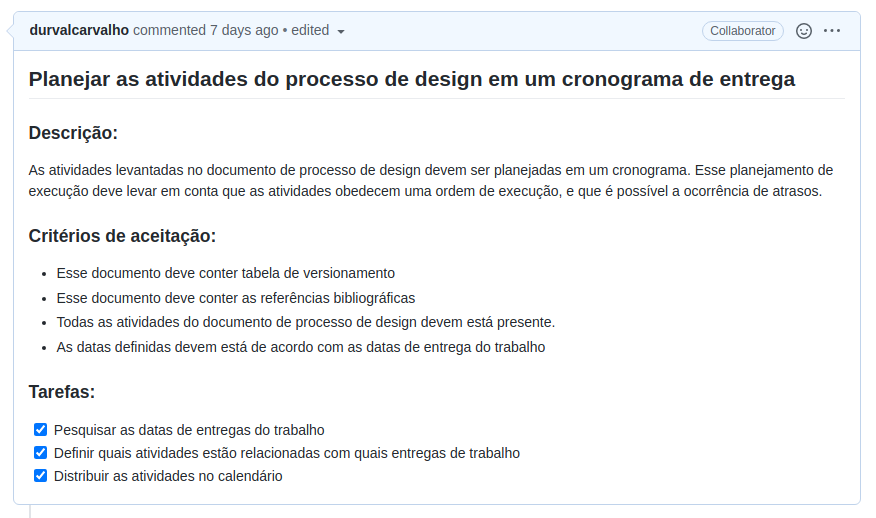 durvalcarvalho commented 7 days ago • edited
Collaborator
Planejar as atividades do processo de design em um cronograma de entrega
Descrição:
As atividades levantadas no documento de processo de design devem ser planejadas em um cronograma. Esse planejamento de
execução deve levar em conta que as atividades obedecem uma ordem de execução, e que é possível a ocorrência de atrasos.
Critérios de aceitação:
• Esse documento deve conter tabela de versionamento
• Esse documento deve conter as referências bibliográficas
• Todas as atividades do documento de processo de design devem está presente.
• As datas definidas devem está de acordo com as datas de entrega do trabalho
Tarefas:
Pesquisar as datas de entregas do trabalho
Definir quais atividades estão relacionadas com quais entregas de trabalho
Distribuir as atividades no calendário